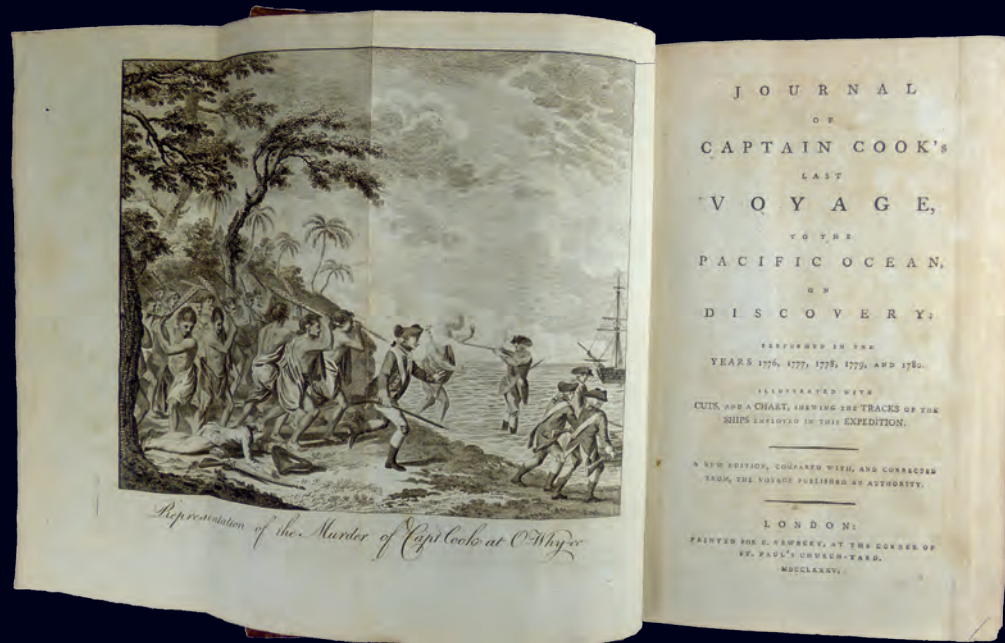 Representation of the Murder of Capt Cook at O-Why-ee
JOURNAL
OF
CAPTAIN COOK's
LAST
VOYAGE,
TO THE
PACIFIC OCEAN,
ON
DISCOVERY;
PERFORMED IN THE
YEARS 1776, 1777, 1778, 1779, AND 1780.
ILLUSTRATED WITH
CUTS, AND A CHART, SHEWING THE TRACKS OF THE
SHIPS EMPLOYED IN THIS EXPEDITION.
A NEW EDITION, COMPARED WITH, AND CORRECTED
FROM, THE VOYAGE PUBLISHED BY AUTHORITY.
LONDON:
PRINTED FOR E. NEWBERY, AT THE CORNER OF
ST. PAUL'S CHURCH-YARD.
MDCCLXXXV.